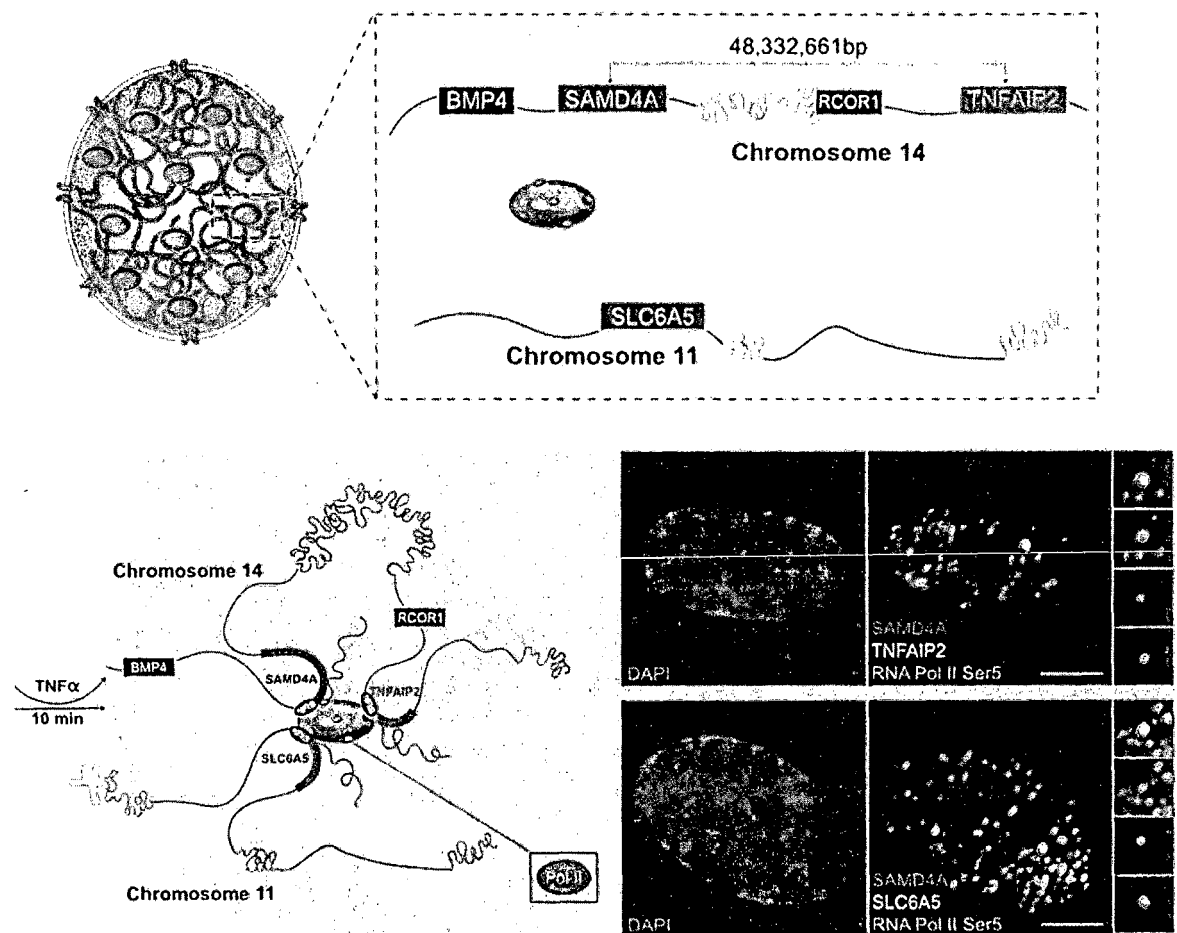 48,332,661bp
BMP4
SAMD4A
RCOR1
TNFAIP2
Chromosome 14
SLC6A5
Chromosome 11
Chromosome 14
RCOR1
BMP4
TNFα
10 min
SAMD4A
TNFAIP2
SLC6A5
Pol II
Chromosome 11
DAPI
SAMD4A
TNFAIP2
RNA Pol II Ser5
DAPI
SAMD4A
SLC6A5
RNA Pol II Ser5